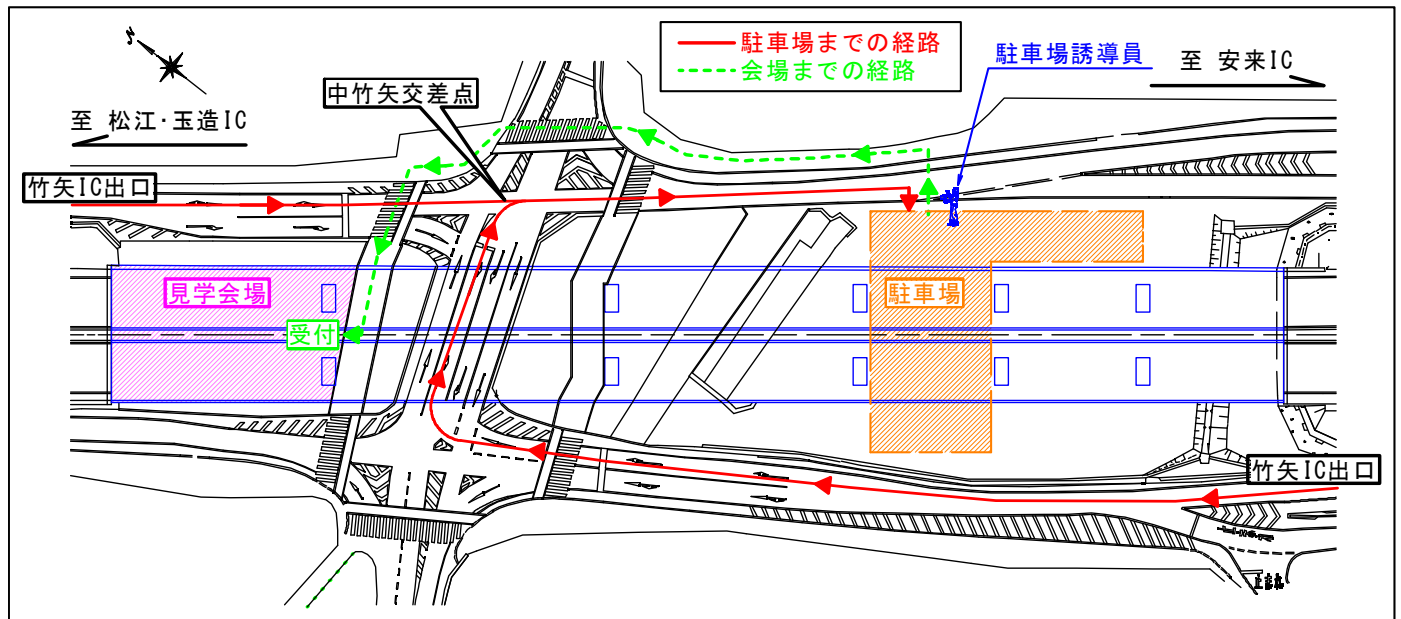 N
駐車場までの経路
会場までの経路
駐車場誘導員
至 安来IC
中竹矢交差点
至 松江・玉造IC
竹矢IC出口
見学会場
駐車場
受付
竹矢IC出口